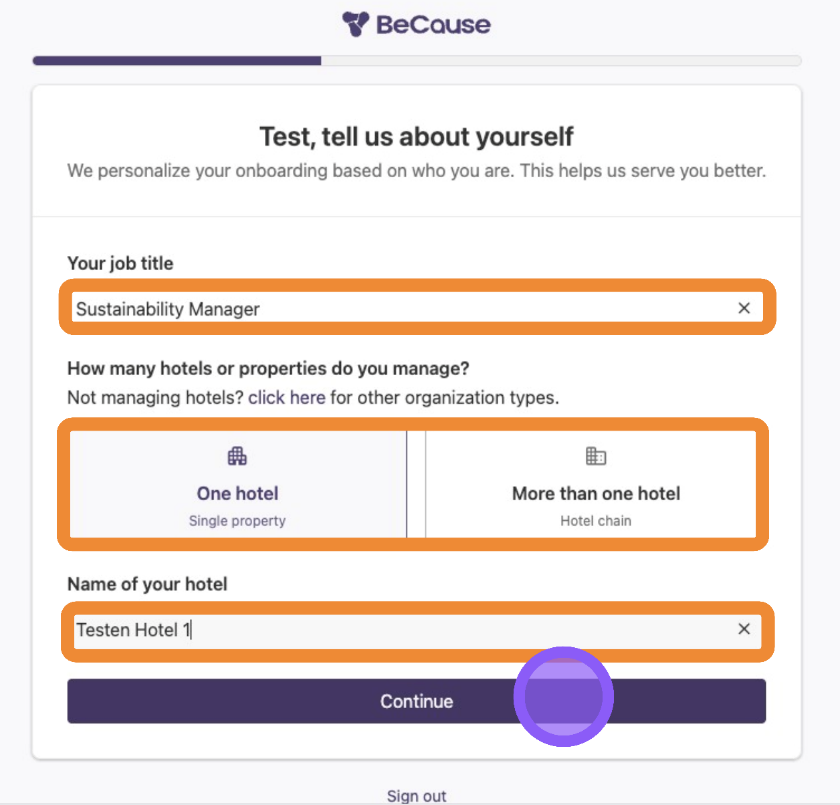 BeCause
Test, tell us about yourself
We personalize your onboarding based on who you are. This helps us serve you better.
Your job title
Sustainability Manager
How many hotels or properties do you manage?
Not managing hotels? click here for other organization types.
One hotel
Single property
More than one hotel
Hotel chain
Name of your hotel
Testen Hotel 1
Continue
Sign out